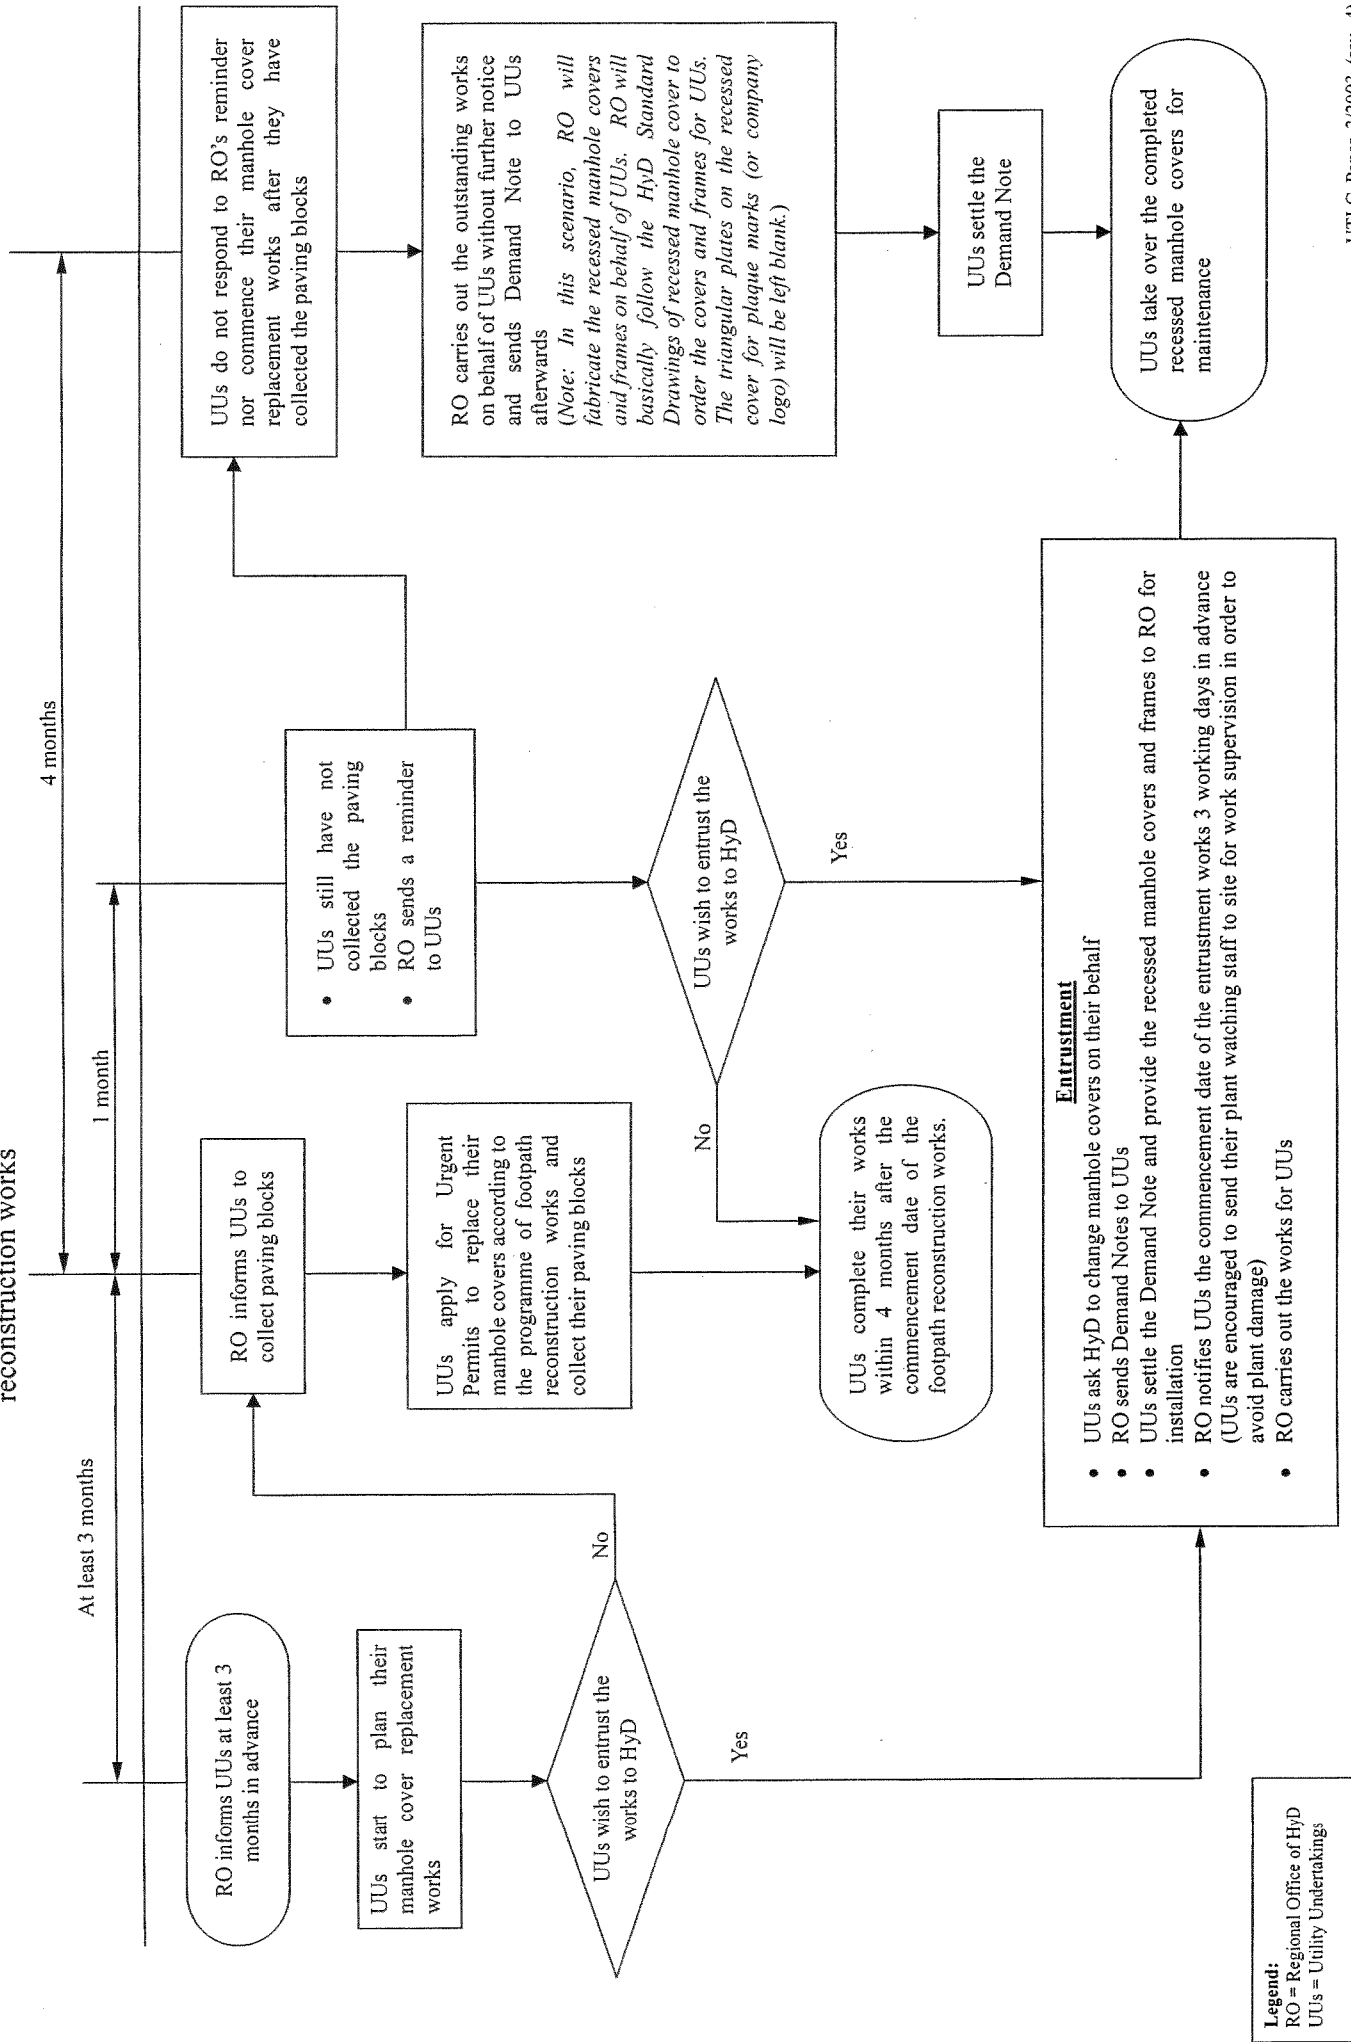 reconstruction works
At least 3 months
1 month
4 months
RO informs UUs at least 3
months in advance
UUs start to plan their
manhole cover replacement
works
UUs wish to entrust the
works to HyD
No
Yes
RO informs UUs to
collect paving blocks
UUs apply for Urgent
Permits to replace their
manhole covers according to
the programme of footpath
reconstruction works and
collect their paving blocks
UUs complete their works
within 4 months after the
commencement date of the
footpath reconstruction works.
• UUs still have not
collected the paving
blocks
• RO sends a reminder
to UUs
UUs wish to entrust the
works to HyD
No
Yes
UUs do not respond to RO's reminder
nor commence their manhole cover
replacement works after they have
collected the paving blocks
RO carries out the outstanding works
on behalf of UUs without further notice
and sends Demand Note to UUs
afterwards
(Note: In this scenario, RO will
fabricate the recessed manhole covers
and frames on behalf of UUs. RO will
basically follow the HyD Standard
Drawings of recessed manhole cover to
order the covers and frames for UUs.
The triangular plates on the recessed
cover for plaque marks (or company
logo) will be left blank.)
UUs settle the
Demand Note
UUs take over the completed
recessed manhole covers for
maintenance
Entrustment
• UUs ask HyD to change manhole covers on their behalf
• RO sends Demand Notes to UUs
• UUs settle the Demand Note and provide the recessed manhole covers and frames to RO for
installation
• RO notifies UUs the commencement date of the entrustment works 3 working days in advance
(UUs are encouraged to send their plant watching staff to site for work supervision in order to
avoid plant damage)
• RO carries out the works for UUs
Legend:
RO = Regional Office of HyD
UUs = Utility Undertakings